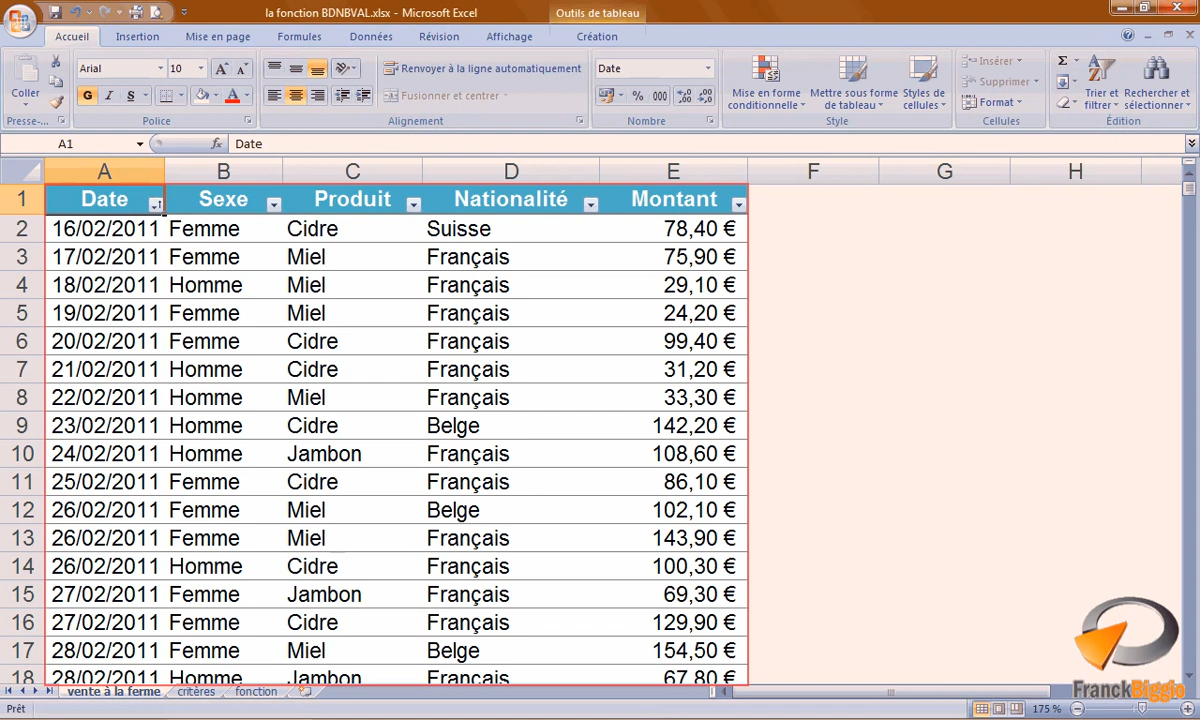 la fonction BDNBVAL.xlsx - Microsoft Excel
Outils de tableau
Accueil Insertion Mise en page Formules Données Révision Affichage Création
Coller
Arial 10
Renvoyer à la ligne automatiquement
Date
G I S
Fusionner et centrer
% 000
Mise en forme conditionnelle
Mettre sous forme de tableau
Styles de cellules
Insérer
Supprimer
Format
Σ
Trier et filtrer
Rechercher et sélectionner
Presse-... Police Alignement Nombre Style Cellules Édition
A1 fx Date
A B C D E F G H
1 Date Sexe Produit Nationalité Montant
2 16/02/2011 Femme Cidre Suisse 78,40 €
3 17/02/2011 Femme Miel Français 75,90 €
4 18/02/2011 Homme Miel Français 29,10 €
5 19/02/2011 Femme Miel Français 24,20 €
6 20/02/2011 Femme Cidre Français 99,40 €
7 21/02/2011 Homme Cidre Français 31,20 €
8 22/02/2011 Homme Miel Français 33,30 €
9 23/02/2011 Homme Cidre Belge 142,20 €
10 24/02/2011 Homme Jambon Français 108,60 €
11 25/02/2011 Femme Cidre Français 86,10 €
12 26/02/2011 Femme Miel Belge 102,10 €
13 26/02/2011 Femme Miel Français 143,90 €
14 26/02/2011 Homme Cidre Français 100,30 €
15 27/02/2011 Femme Jambon Français 69,30 €
16 27/02/2011 Femme Cidre Français 129,90 €
17 28/02/2011 Femme Miel Belge 154,50 €
18 28/02/2011 Homme Jambon Français 67,80 €
vente à la ferme critères fonction
FranckBiggio
Prêt 175 %